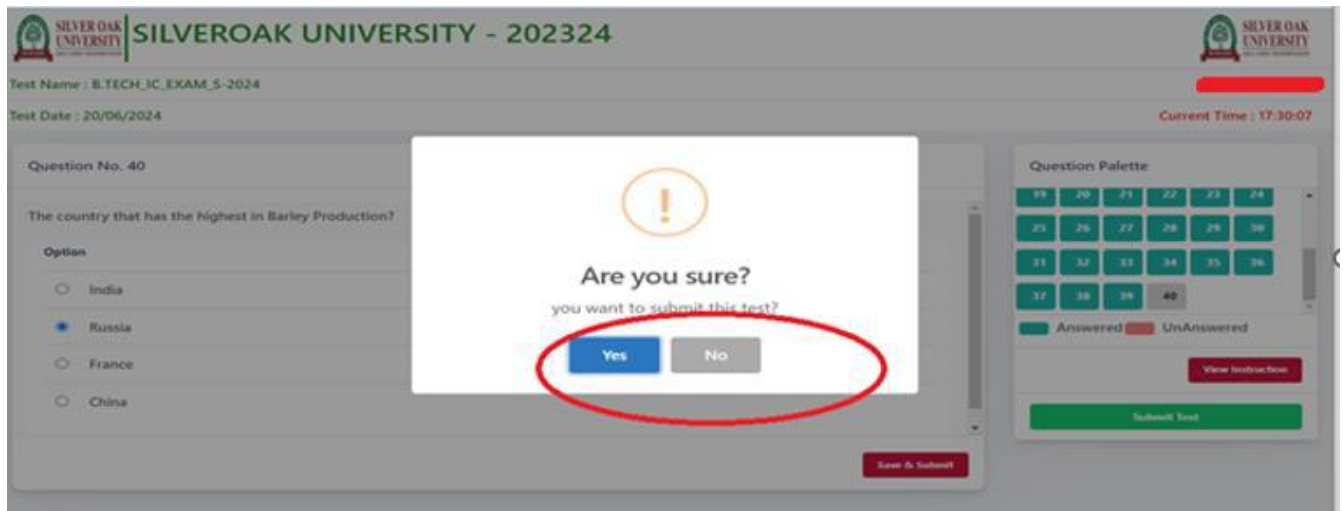 SILVER OAK
UNIVERSITY
SILVEROAK UNIVERSITY - 202324
SILVER OAK
UNIVERSITY
Test Name : B.TECH_IC_EXAM_S-2024
Test Date : 20/06/2024
Current Time : 17:30:07
Question No. 40
The country that has the highest in Barley Production?
Option
India
Russia
France
China
Save & Submit
!
Are you sure?
you want to submit this test?
Yes No
Question Palette
19 20 21 22 23 24
25 26 27 28 29 30
31 32 33 34 35 36
37 38 39 40
Answered UnAnswered
View Instruction
Submit Test